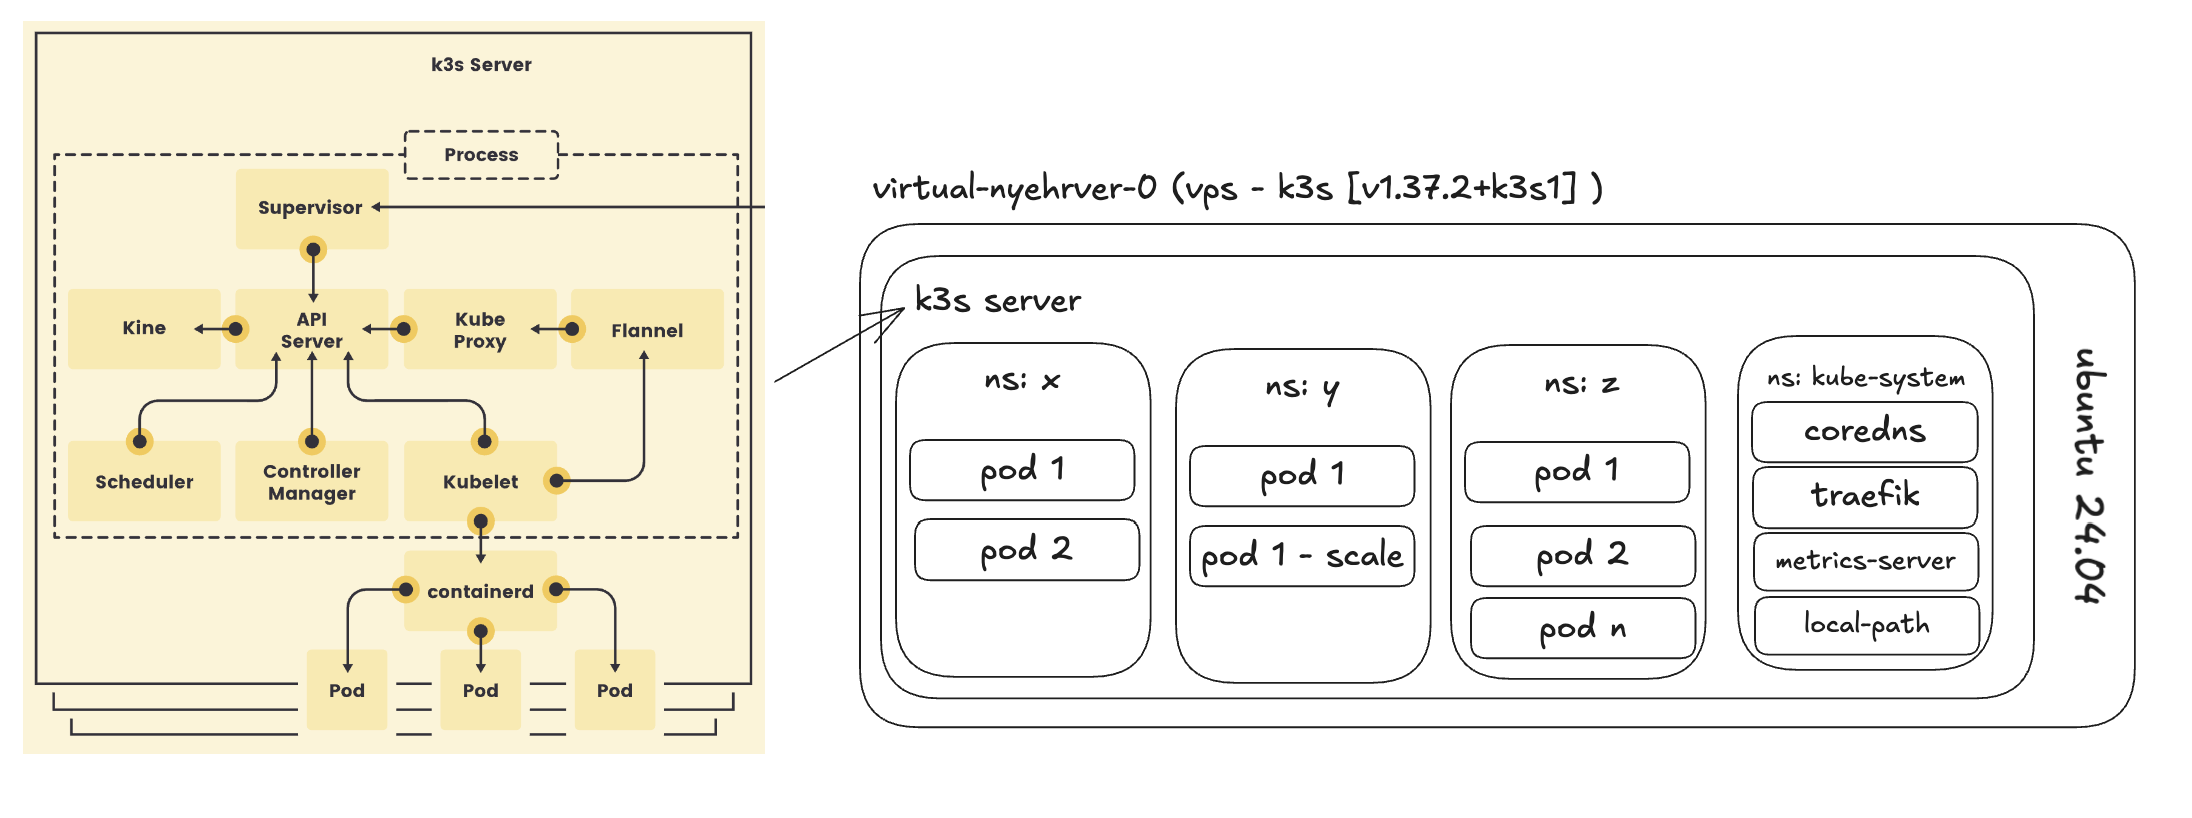 k3s Server
Process
Supervisor
Kine
API
Server
Kube
Proxy
Flannel
Scheduler
Controller
Manager
Kubelet
containerd
Pod
Pod
Pod
virtual-nyehrver-0 (vps - k3s [v1.37.2+k3s1] )
k3s server
ns: x
pod 1
pod 2
ns: y
pod 1
pod 1 - scale
ns: z
pod 1
pod 2
pod n
ns: kube-system
coredns
traefik
metrics-server
local-path
ubuntu 24.04